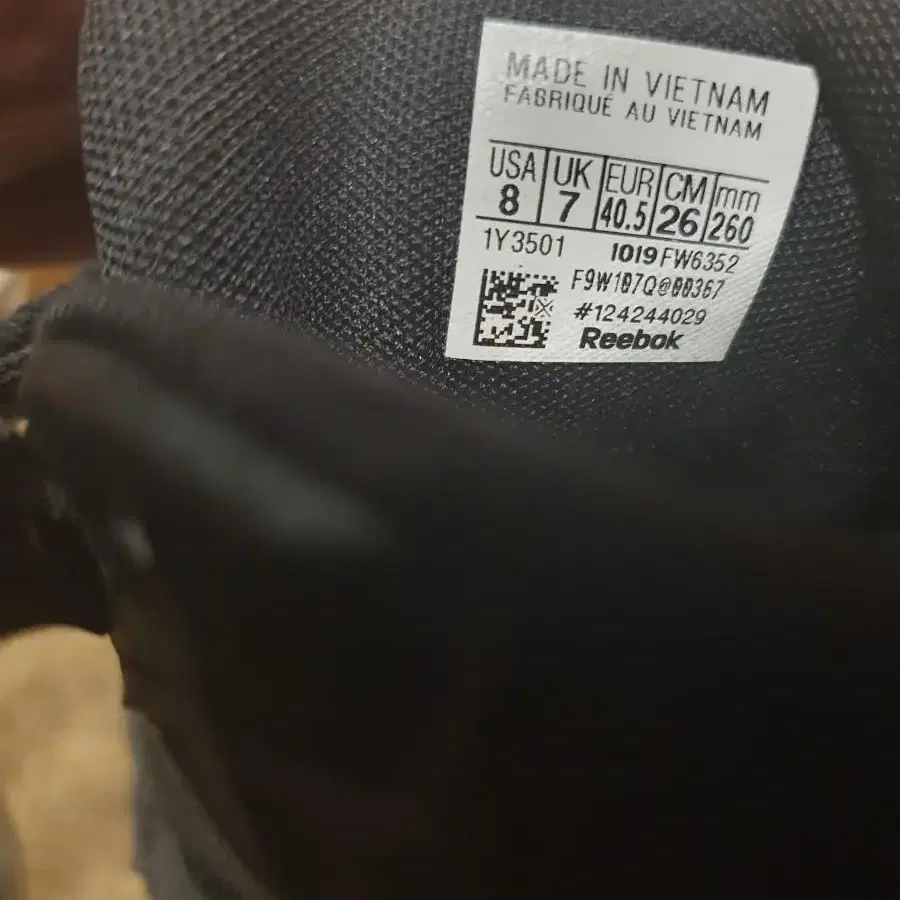 MADE IN VIETNAM
FABRIQUÉ AU VIETNAM
USA UK EUR CM mm
8 7 40.5 26 260
1Y3501 1019 FW6352
F9W107Q@00367
#124244029
Reebok